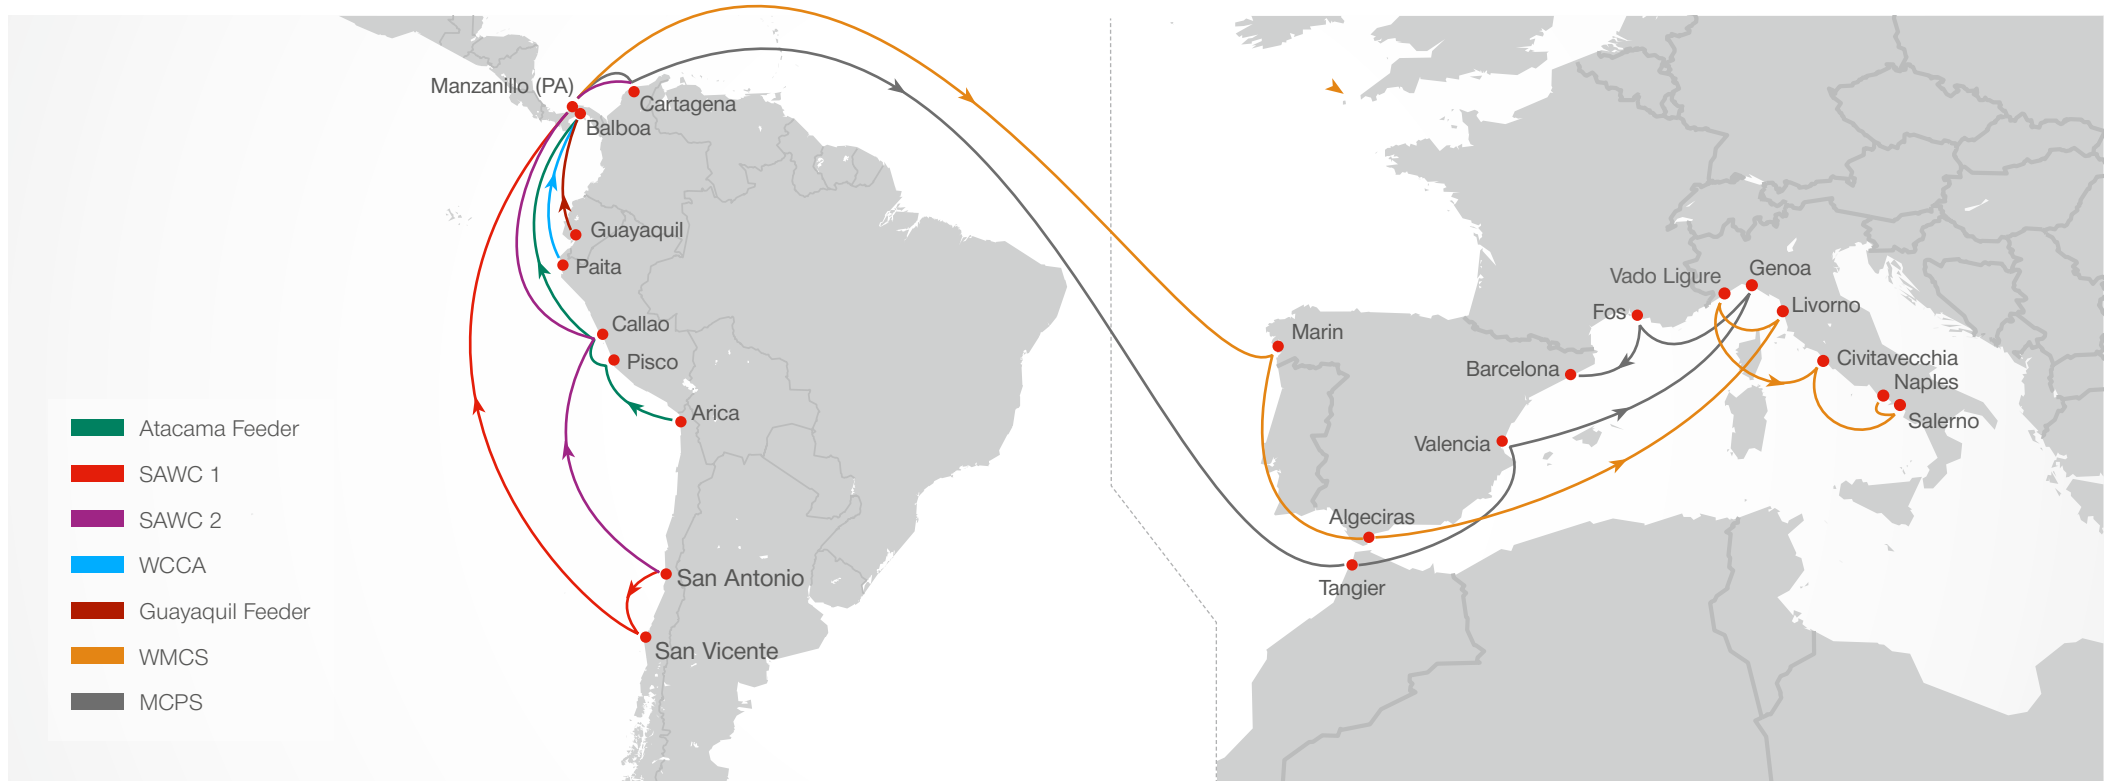 Manzanillo (PA)
Cartagena
Balboa
Guayaquil
Paita
Callao
Pisco
Arica
San Antonio
San Vicente
Atacama Feeder
SAWC 1
SAWC 2
WCCA
Guayaquil Feeder
WMCS
MCPS
Genoa
Vado Ligure
Livorno
Fos
Marin
Civitavecchia
Barcelona
Naples
Salerno
Valencia
Algeciras
Tangier